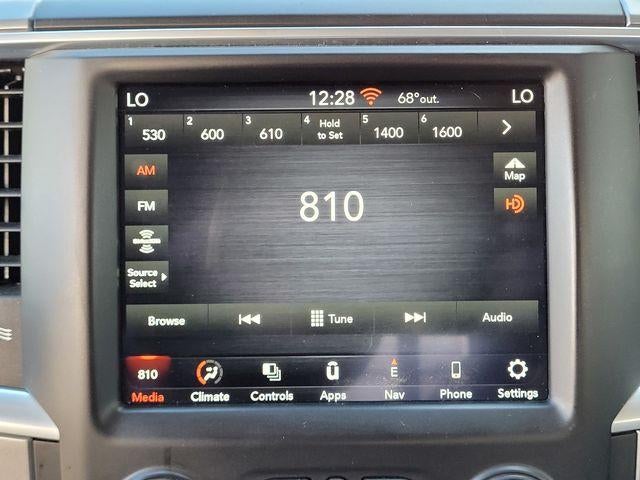 LO 12:28 68°out. LO
1 530 2 600 3 610 4 Hold to Set 5 1400 6 1600
AM
Map
810
FM
HD
Source
Select
Browse Tune Audio
810 E
Media Climate Controls Apps Nav Phone Settings